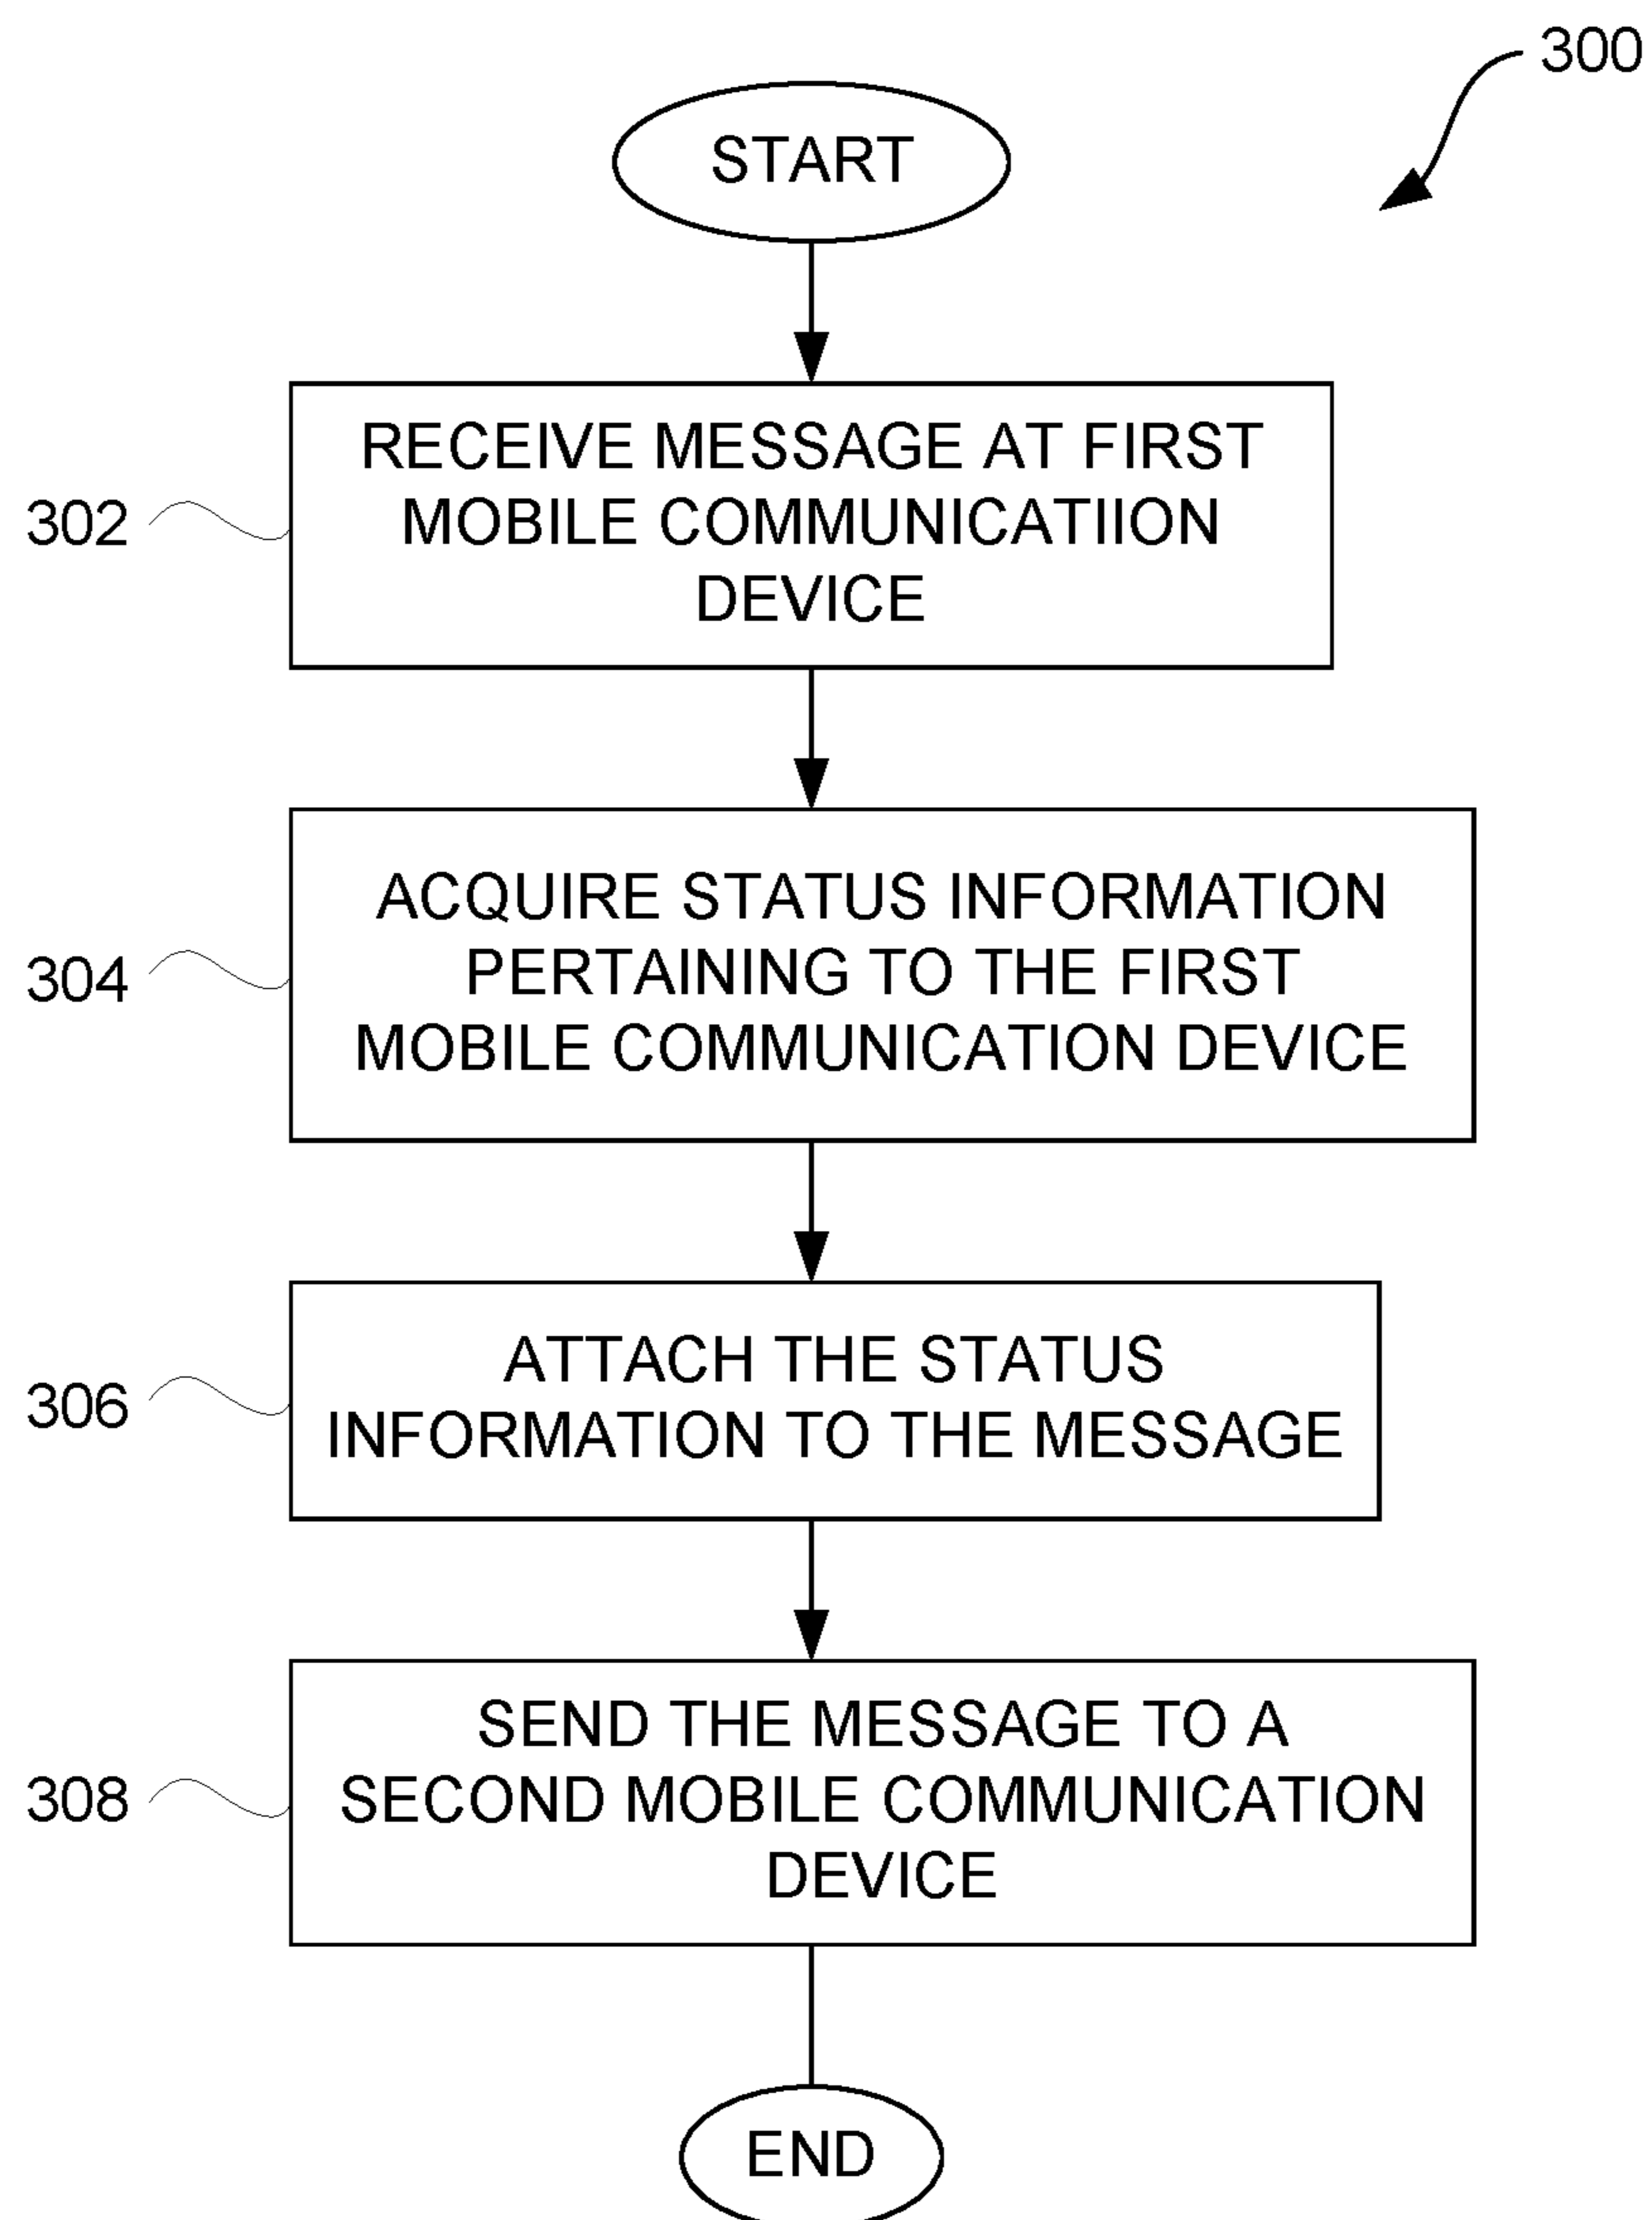 300
START
302
RECEIVE MESSAGE AT FIRST
MOBILE COMMUNICATIION
DEVICE
304
ACQUIRE STATUS INFORMATION
PERTAINING TO THE FIRST
MOBILE COMMUNICATION DEVICE
306
ATTACH THE STATUS
INFORMATION TO THE MESSAGE
308
SEND THE MESSAGE TO A
SECOND MOBILE COMMUNICATION
DEVICE
END